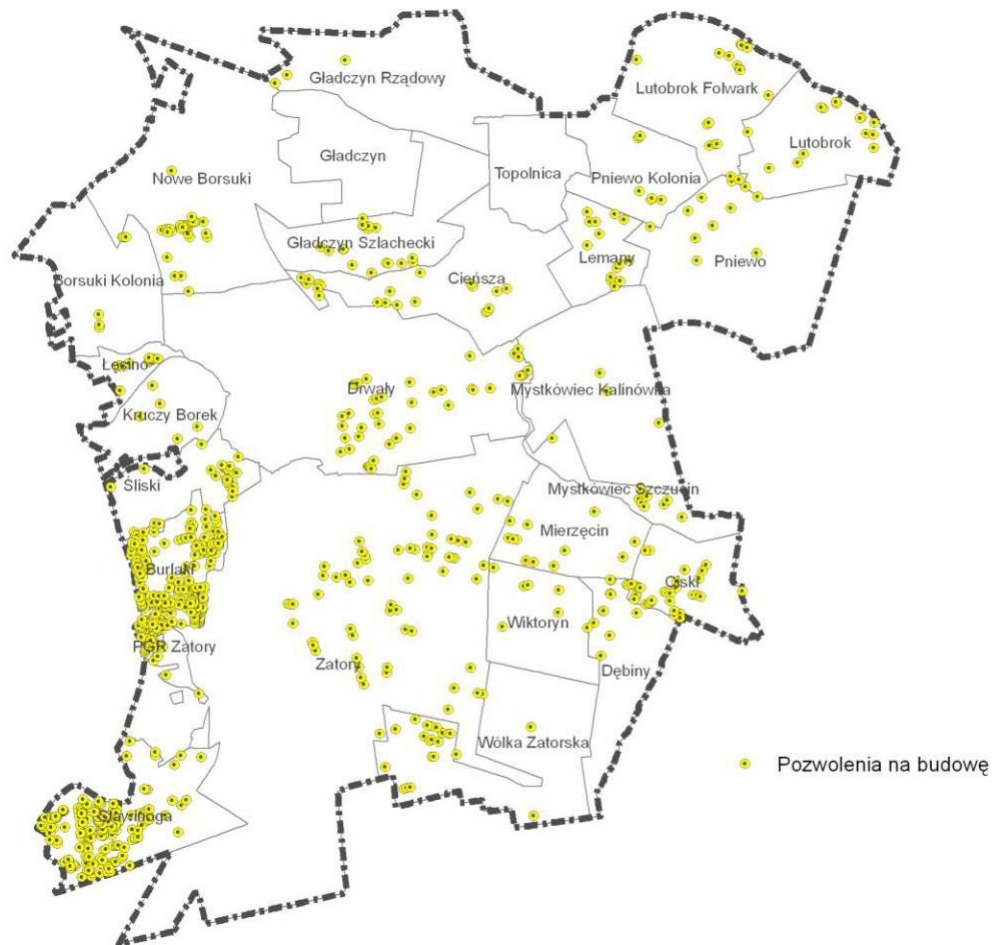 Gładczyn Rządowy
Lutobrok Folwark
Lutobrok
Gładczyn
Topolnica
Nowe Borsuki
Pniewo Kolonia
Gładczyn Szlachecki
Lemany
Pniewo
Cieńsza
Borsuki Kolonia
Łęcino
Drwały
Mystkówiec Kalinówka
Kruczy Borek
Śliski
Mystkówiec Szczucin
Mierzęcin
Burlaki
Ciski
Wiktoryn
PGR Zatory
Zatory
Dębiny
Wólka Zatorska
Pozwolenia na budowę
Stawinoga